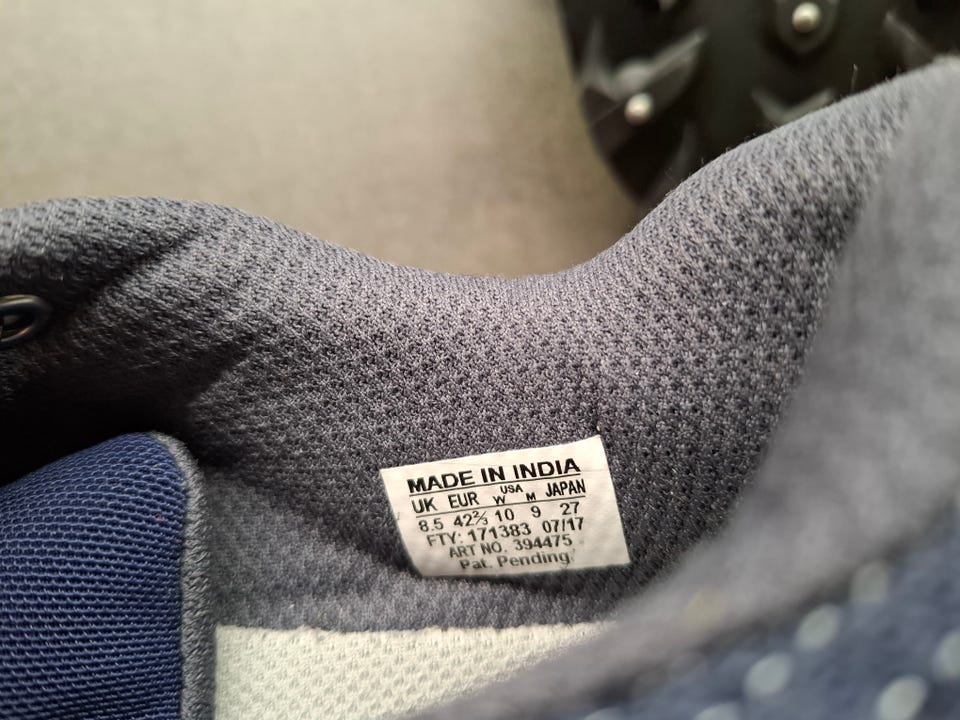 MADE IN INDIA
UK EUR USA W M JAPAN
8.5 42⅔ 10 9 27
FTY: 171383 07/17
ART NO. 394475
Pat. Pending.